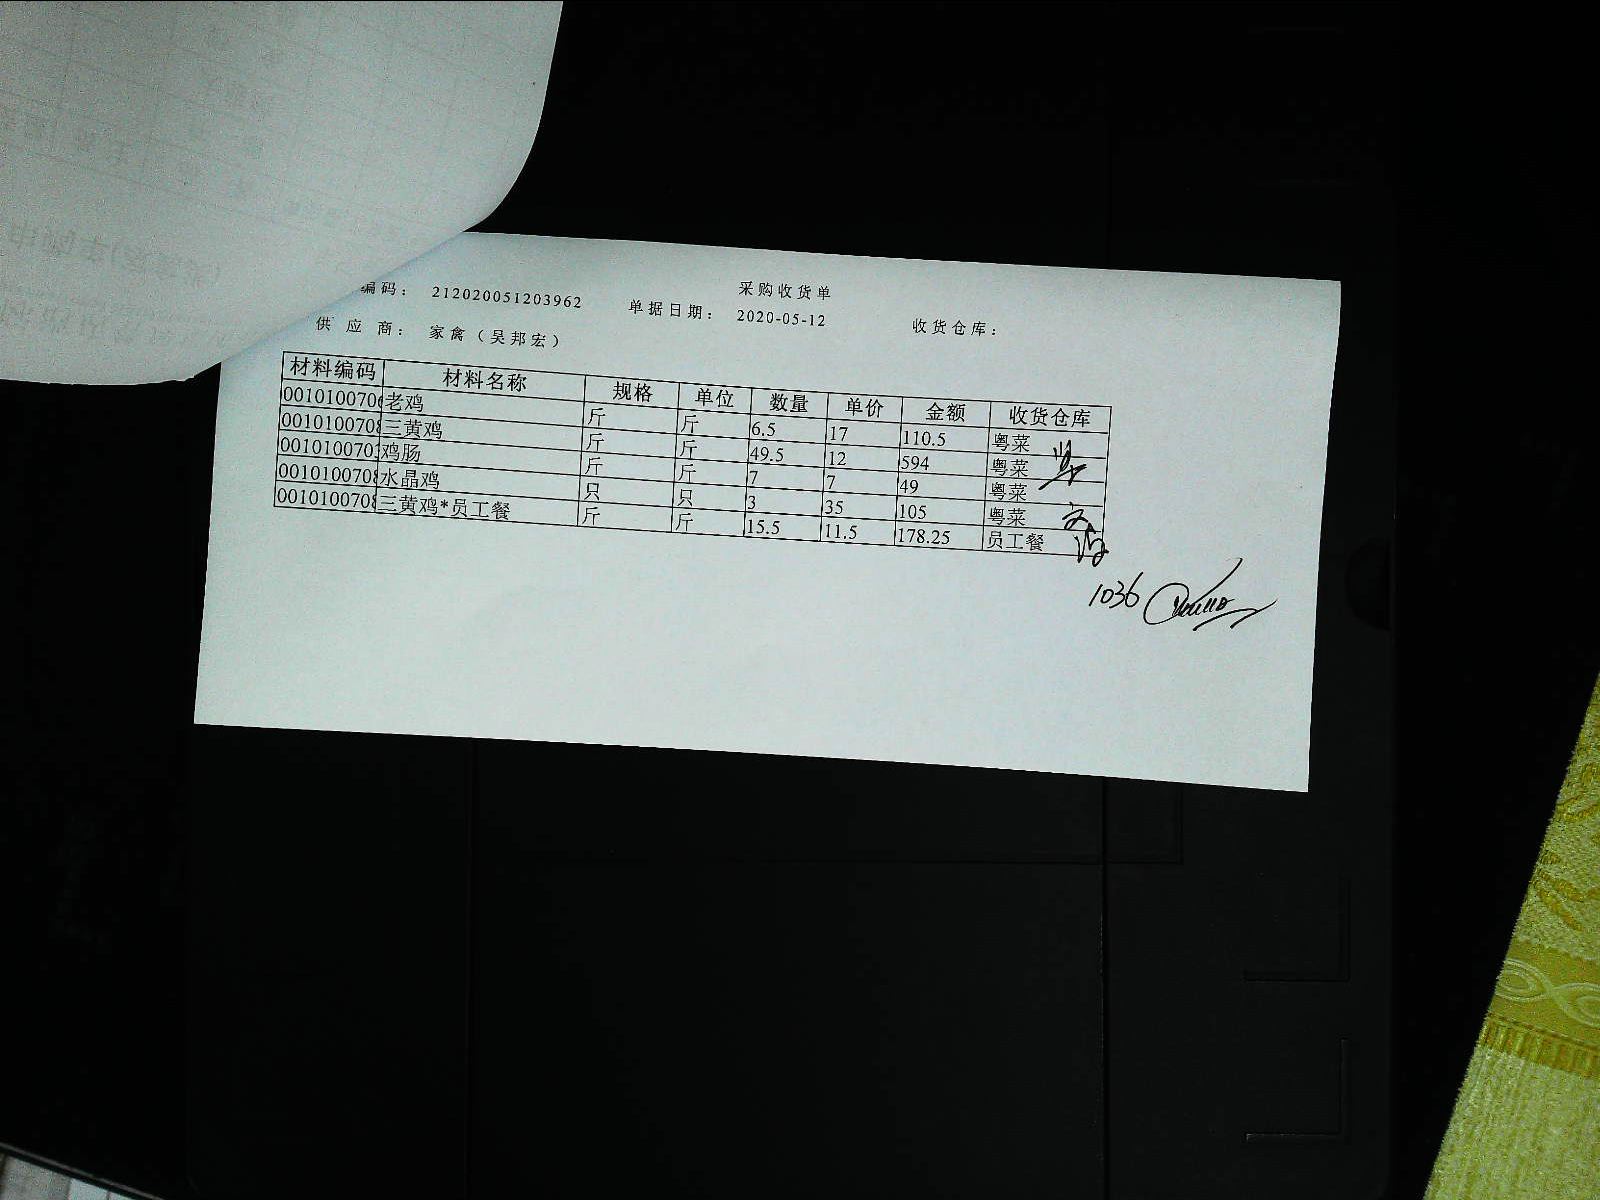 采购收货单
编码： 212020051203962 单据日期： 2020-05-12 收货仓库：
供 应 商： 家禽（吴邦宏）
材料编码 材料名称 规格 单位 数量 单价 金额 收货仓库
001010070 老鸡 斤 斤 6.5 17 110.5 粤菜
001010070 三黄鸡 斤 斤 49.5 12 594 粤菜
001010070 鸡肠 斤 斤 7 7 49 粤菜
001010070 水晶鸡 只 只 3 35 105 粤菜
001010070 三黄鸡*员工餐 斤 斤 15.5 11.5 178.25 员工餐
1036